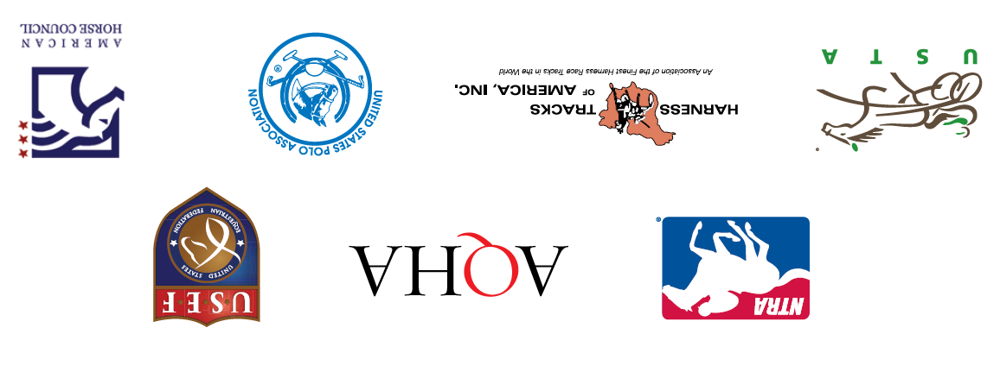 NTRA
®
AQHA
USEF
UNITED STATES
EQUESTRIAN FEDERATION
®
U S T A
HARNESS TRACKS
OF AMERICA, INC.
An Association of the Finest Harness Race Tracks in the World
UNITED STATES POLO ASSOCIATION
®
AMERICAN
HORSE COUNCIL